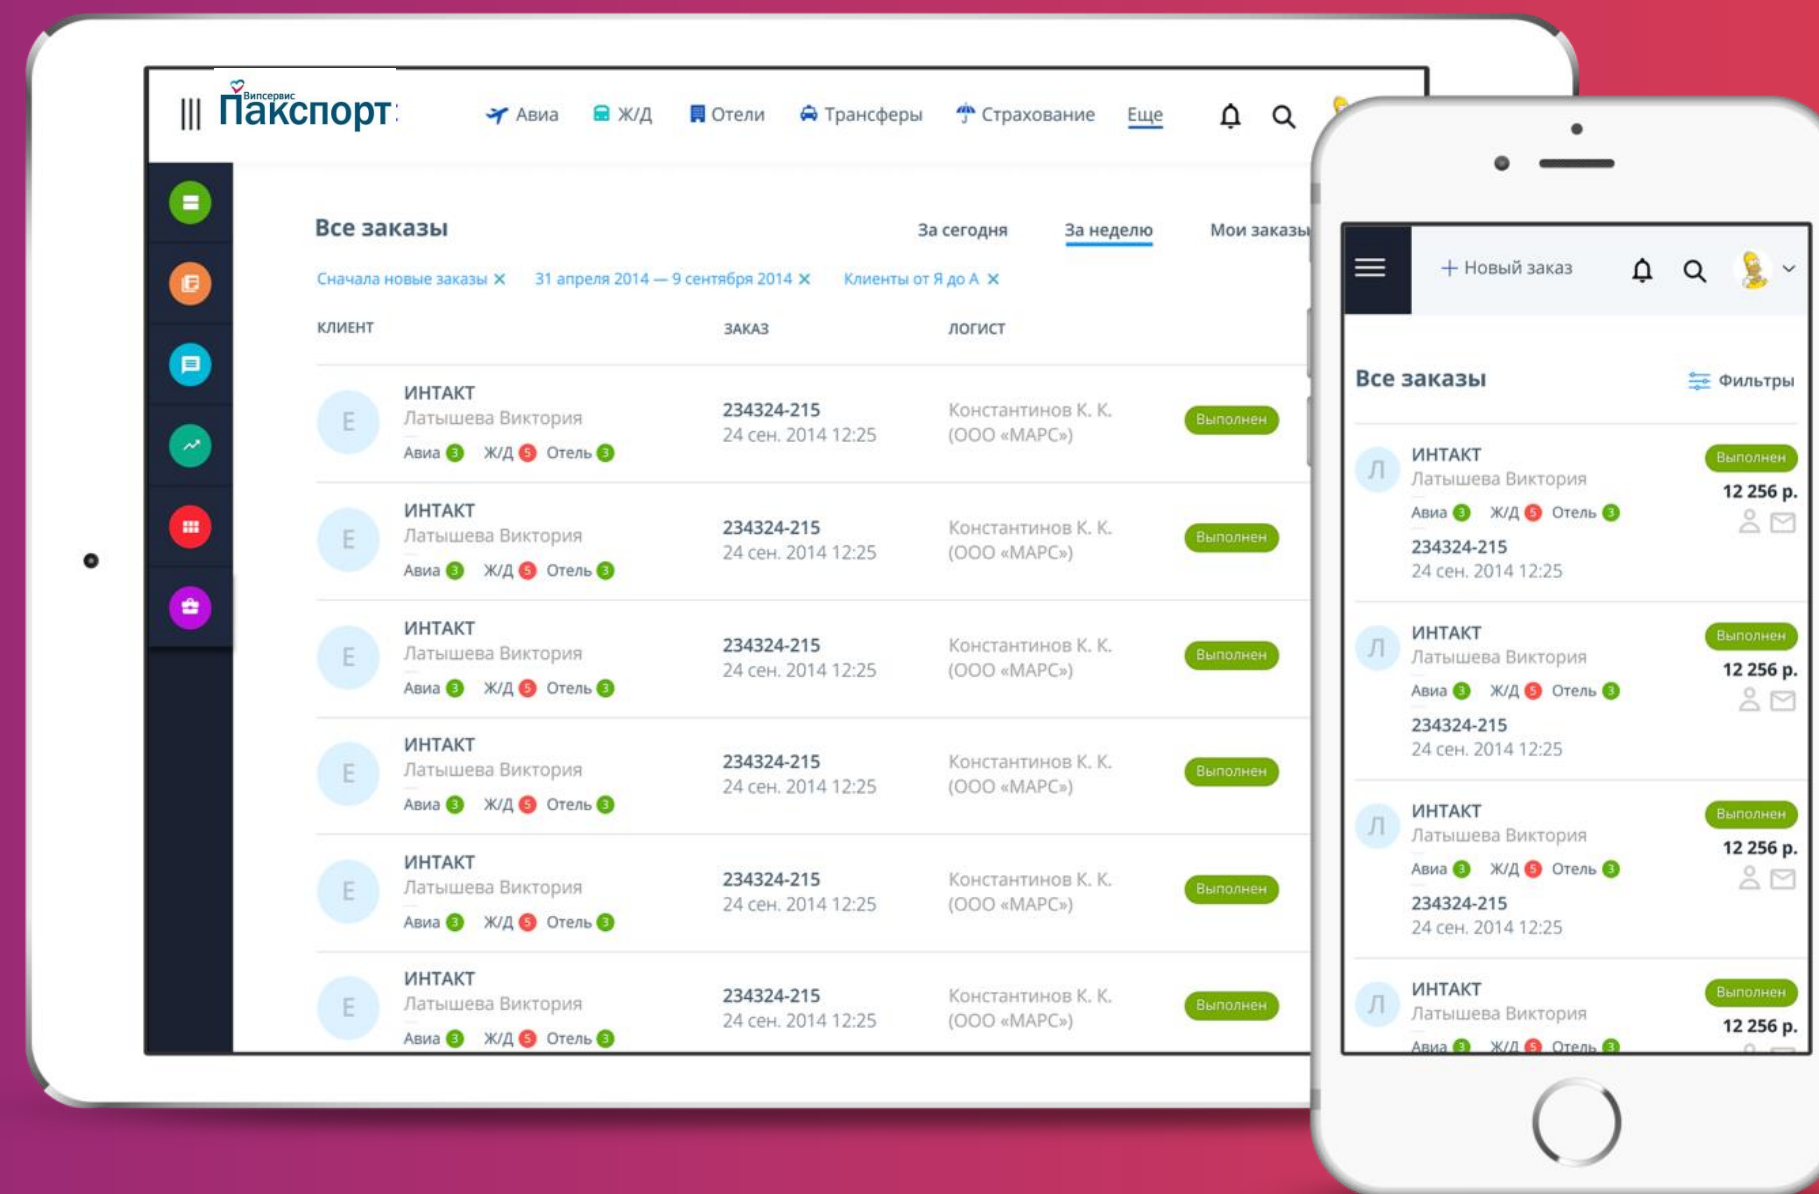 Випсервис
Пакспорт
Авиа Ж/Д Отели Трансферы Страхование Еще
Все заказы За сегодня За неделю Мои заказы
Сначала новые заказы 31 апреля 2014 — 9 сентября 2014 Клиенты от Я до А
КЛИЕНТ ЗАКАЗ ЛОГИСТ
Е
ИНТАКТ
Латышева Виктория
Авиа 3 Ж/Д 5 Отель 3
234324-215
24 сен. 2014 12:25
Константинов К. К.
(ООО «МАРС»)
Выполнен
Е
ИНТАКТ
Латышева Виктория
Авиа 3 Ж/Д 5 Отель 3
234324-215
24 сен. 2014 12:25
Константинов К. К.
(ООО «МАРС»)
Выполнен
Е
ИНТАКТ
Латышева Виктория
Авиа 3 Ж/Д 5 Отель 3
234324-215
24 сен. 2014 12:25
Константинов К. К.
(ООО «МАРС»)
Выполнен
Е
ИНТАКТ
Латышева Виктория
Авиа 3 Ж/Д 5 Отель 3
234324-215
24 сен. 2014 12:25
Константинов К. К.
(ООО «МАРС»)
Выполнен
Е
ИНТАКТ
Латышева Виктория
Авиа 3 Ж/Д 5 Отель 3
234324-215
24 сен. 2014 12:25
Константинов К. К.
(ООО «МАРС»)
Выполнен
Е
ИНТАКТ
Латышева Виктория
Авиа 3 Ж/Д 5 Отель 3
234324-215
24 сен. 2014 12:25
Константинов К. К.
(ООО «МАРС»)
Выполнен
+ Новый заказ
Все заказы Фильтры
Л
ИНТАКТ
Латышева Виктория
Авиа 3 Ж/Д 5 Отель 3
234324-215
24 сен. 2014 12:25
Выполнен
12 256 р.
Л
ИНТАКТ
Латышева Виктория
Авиа 3 Ж/Д 5 Отель 3
234324-215
24 сен. 2014 12:25
Выполнен
12 256 р.
Л
ИНТАКТ
Латышева Виктория
Авиа 3 Ж/Д 5 Отель 3
234324-215
24 сен. 2014 12:25
Выполнен
12 256 р.
Л
ИНТАКТ
Латышева Виктория
Авиа 3 Ж/Д 5 Отель 3
Выполнен
12 256 р.